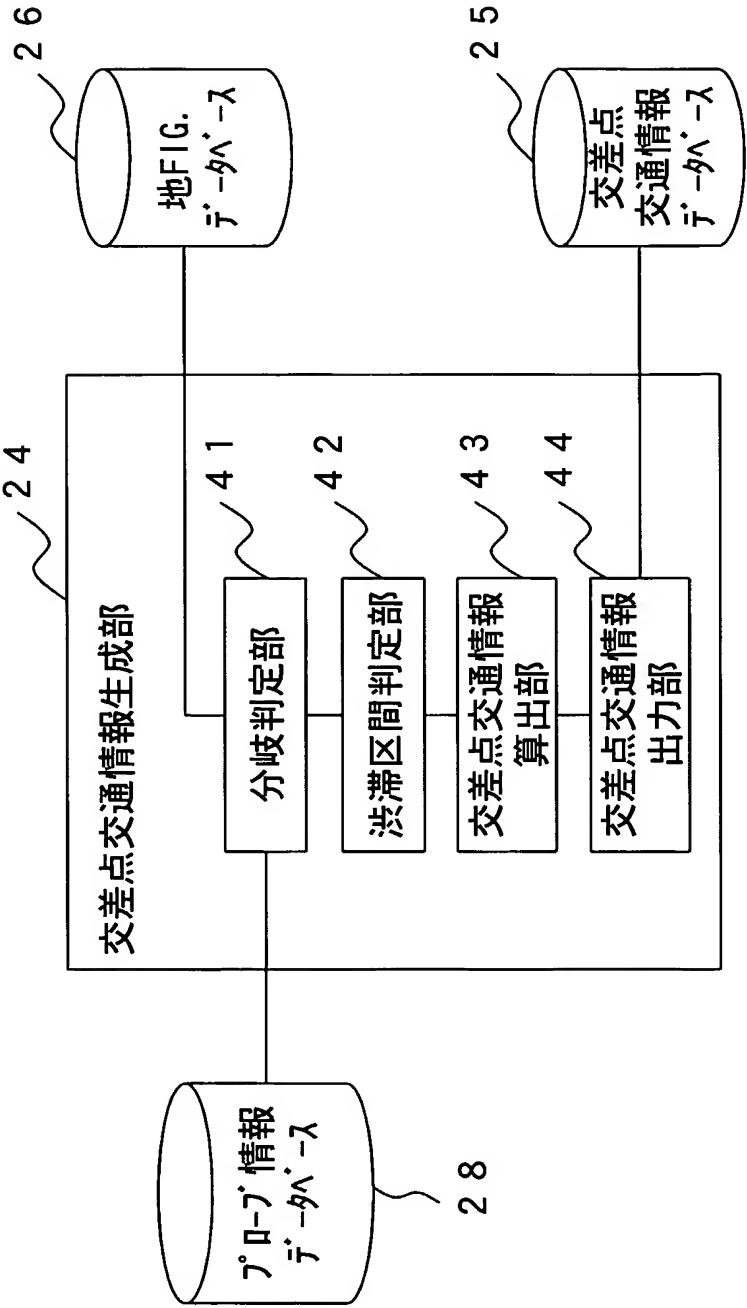 ２４
交差点交通情報生成部
２６
地FIG.
ﾃﾞｰﾀﾍﾞｰｽ
２５
交差点
交通情報
ﾃﾞｰﾀﾍﾞｰｽ
４１
分岐判定部
４２
渋滞区間判定部
４３
交差点交通情報
算出部
４４
交差点交通情報
出力部
ﾌﾟﾛｰﾌﾞ情報
ﾃﾞｰﾀﾍﾞｰｽ
２８